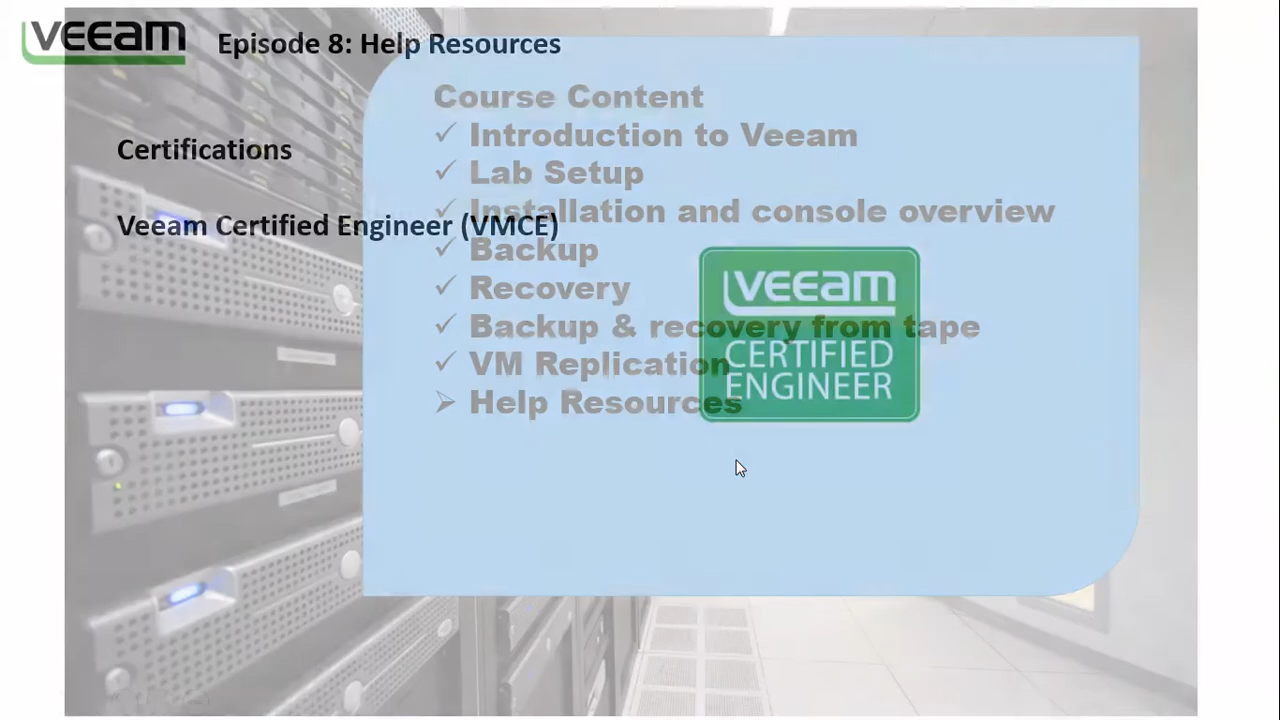 veeam
Episode 8: Help Resources
Course Content
✓ Introduction to Veeam
Certifications
✓ Lab Setup
✓ Installation and console overview
Veeam Certified Engineer (VMCE)
✓ Backup
✓ Recovery
veeam
✓ Backup & recovery from tape
CERTIFIED
✓ VM Replication
ENGINEER
➢ Help Resources